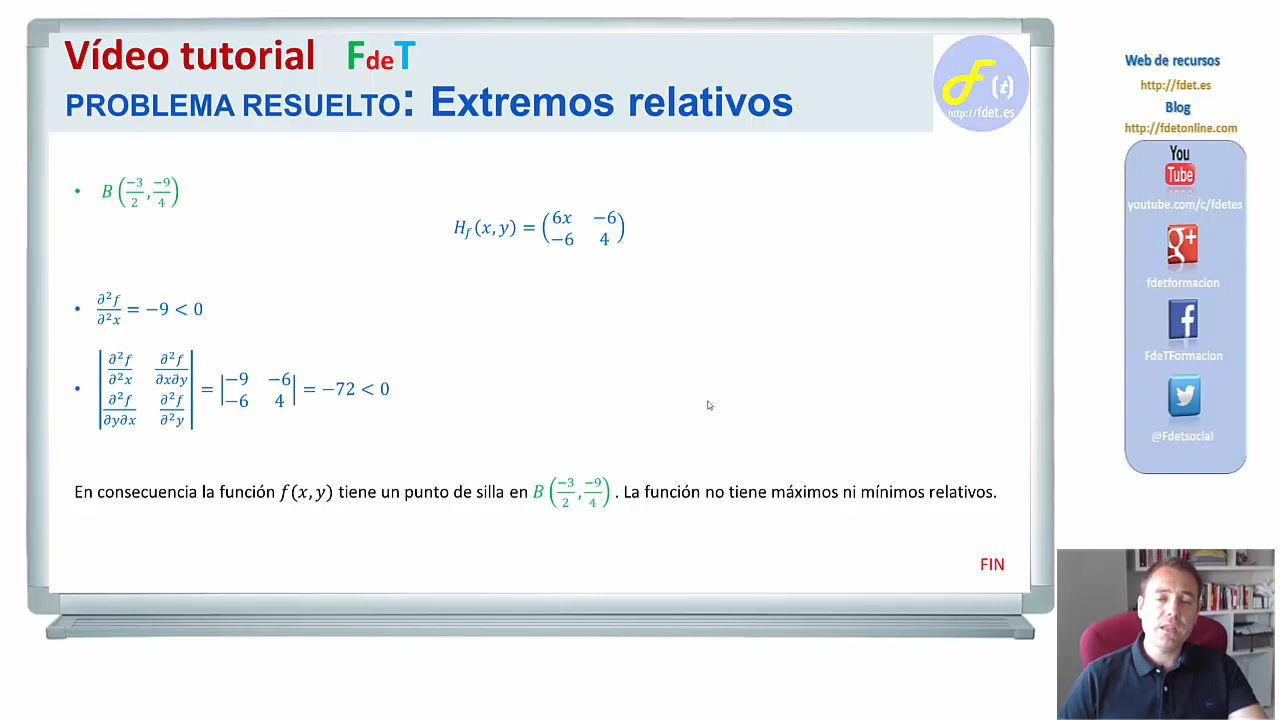 Vídeo tutorial FdeT
PROBLEMA RESUELTO: Extremos relativos
F (t)
http://fdet.es
• B(−3/2, −9/4)
H_f(x, y) = (6x −6; −6 4)
• ∂²f/∂²x = −9 < 0
• |∂²f/∂²x ∂²f/∂x∂y; ∂²f/∂y∂x ∂²f/∂²y| = |−9 −6; −6 4| = −72 < 0
En consecuencia la función f(x, y) tiene un punto de silla en B(−3/2, −9/4) . La función no tiene máximos ni mínimos relativos.
FIN
Web de recursos
http://fdet.es
Blog
http://fdetonline.com
You
Tube
youtube.com/c/fdetes
g+
fdetformacion
f
FdeTFormacion
@Fdetsocial